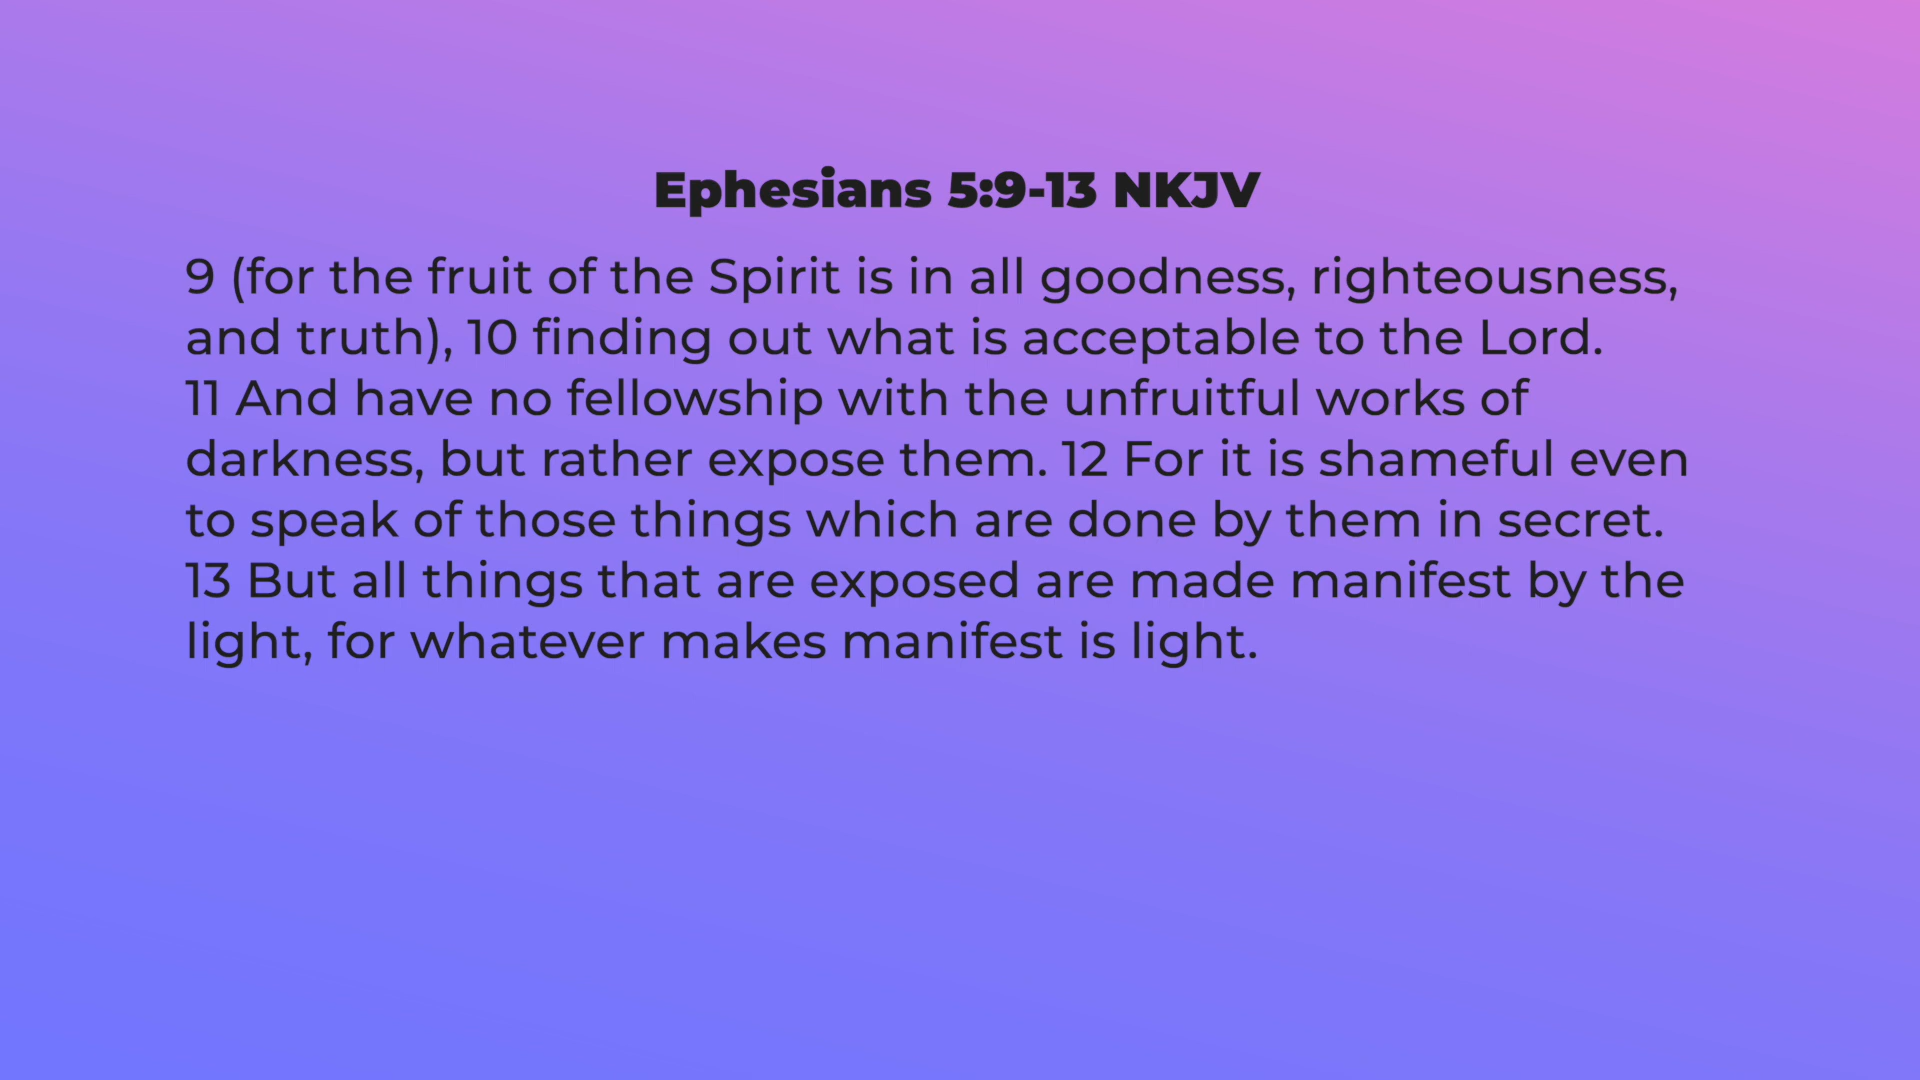 Ephesians 5:9-13 NKJV
9 (for the fruit of the Spirit is in all goodness, righteousness,
and truth), 10 finding out what is acceptable to the Lord.
11 And have no fellowship with the unfruitful works of
darkness, but rather expose them. 12 For it is shameful even
to speak of those things which are done by them in secret.
13 But all things that are exposed are made manifest by the
light, for whatever makes manifest is light.